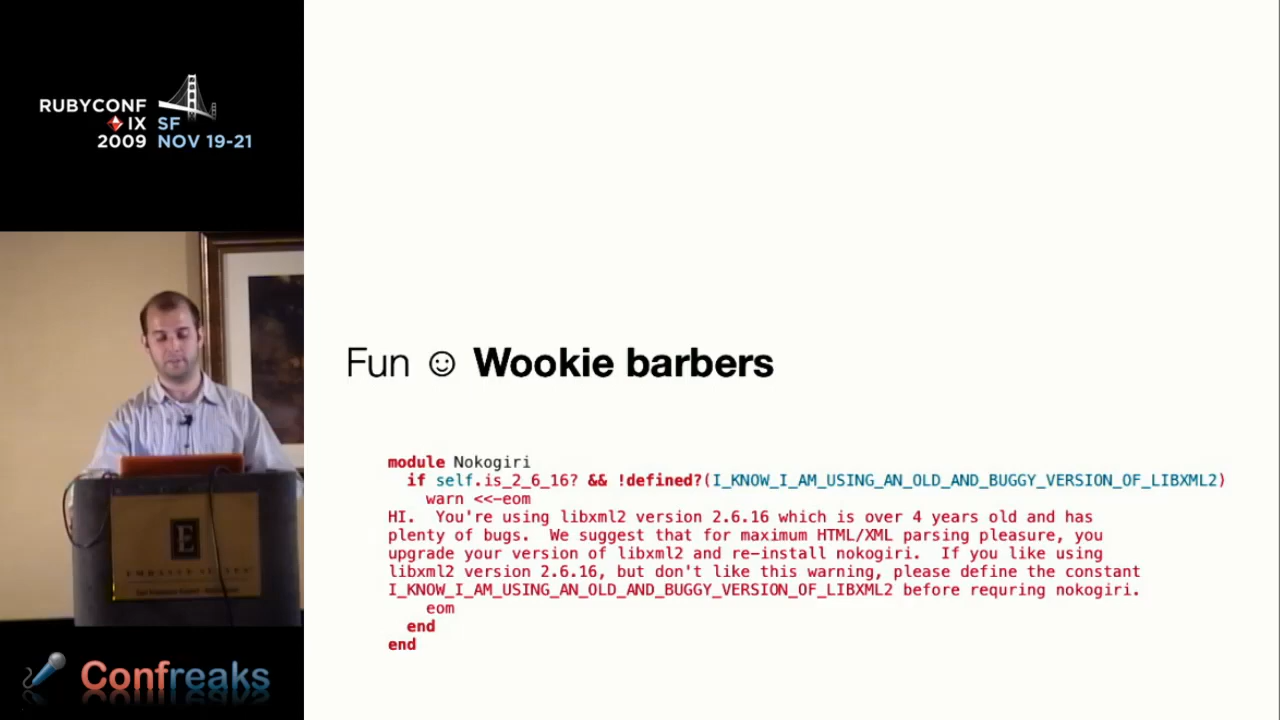 RUBYCONF
IX SF
2009 NOV 19-21
Fun ☺ Wookie barbers
module Nokogiri
if self.is_2_6_16? && !defined?(I_KNOW_I_AM_USING_AN_OLD_AND_BUGGY_VERSION_OF_LIBXML2)
warn <<-eom
HI.  You're using libxml2 version 2.6.16 which is over 4 years old and has
plenty of bugs.  We suggest that for maximum HTML/XML parsing pleasure, you
upgrade your version of libxml2 and re-install nokogiri.  If you like using
libxml2 version 2.6.16, but don't like this warning, please define the constant
I_KNOW_I_AM_USING_AN_OLD_AND_BUGGY_VERSION_OF_LIBXML2 before requring nokogiri.
eom
end
end
E
EMBASSY SUITES
Confreaks